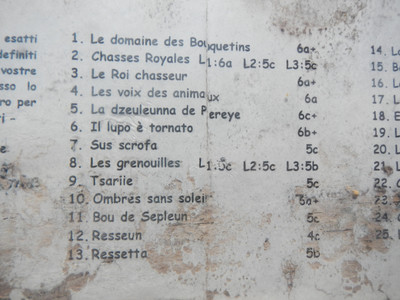 esatti
definiti
vostre
sso lo
ro per
ti -
1. Le domaine des Bouquetins 6a+
2. Chasses Royales L1:6a L2:5c L3:5c
3. Le Roi chasseur 6a+
4. Les voix des animaux 6a
5. La dzeuleunna de Pereye 6c+
6. Il lupo è tornato 6b+
7. Sus scrofa 5c
8. Les grenouilles L1:5c L2:5c L3:5b
9. Tsariie 5c
10. Ombres sans soleil 6a+
11. Bou de Sepleun 5c
12. Resseun 4c
13. Ressetta 5b
14. L
15. B
16. L
17. L
18. E
19. L
20. L
21. L
22.
23.
24.
25.